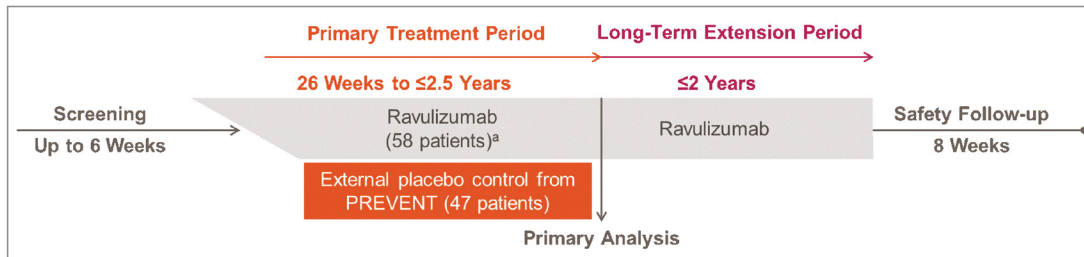 Primary Treatment Period
Long-Term Extension Period
26 Weeks to ≤2.5 Years
≤2 Years
Screening
Up to 6 Weeks
Ravulizumab
(58 patients)ᵃ
Ravulizumab
Safety Follow-up
8 Weeks
External placebo control from
PREVENT (47 patients)
Primary Analysis